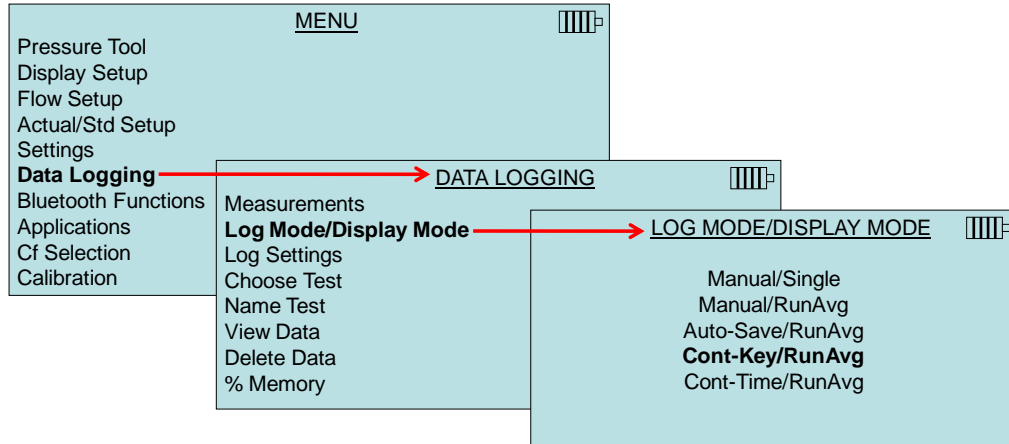 MENU
Pressure Tool
Display Setup
Flow Setup
Actual/Std Setup
Settings
Data Logging
Bluetooth Functions
Applications
Cf Selection
Calibration
DATA LOGGING
Measurements
Log Mode/Display Mode
Log Settings
Choose Test
Name Test
View Data
Delete Data
% Memory
LOG MODE/DISPLAY MODE
Manual/Single
Manual/RunAvg
Auto-Save/RunAvg
Cont-Key/RunAvg
Cont-Time/RunAvg